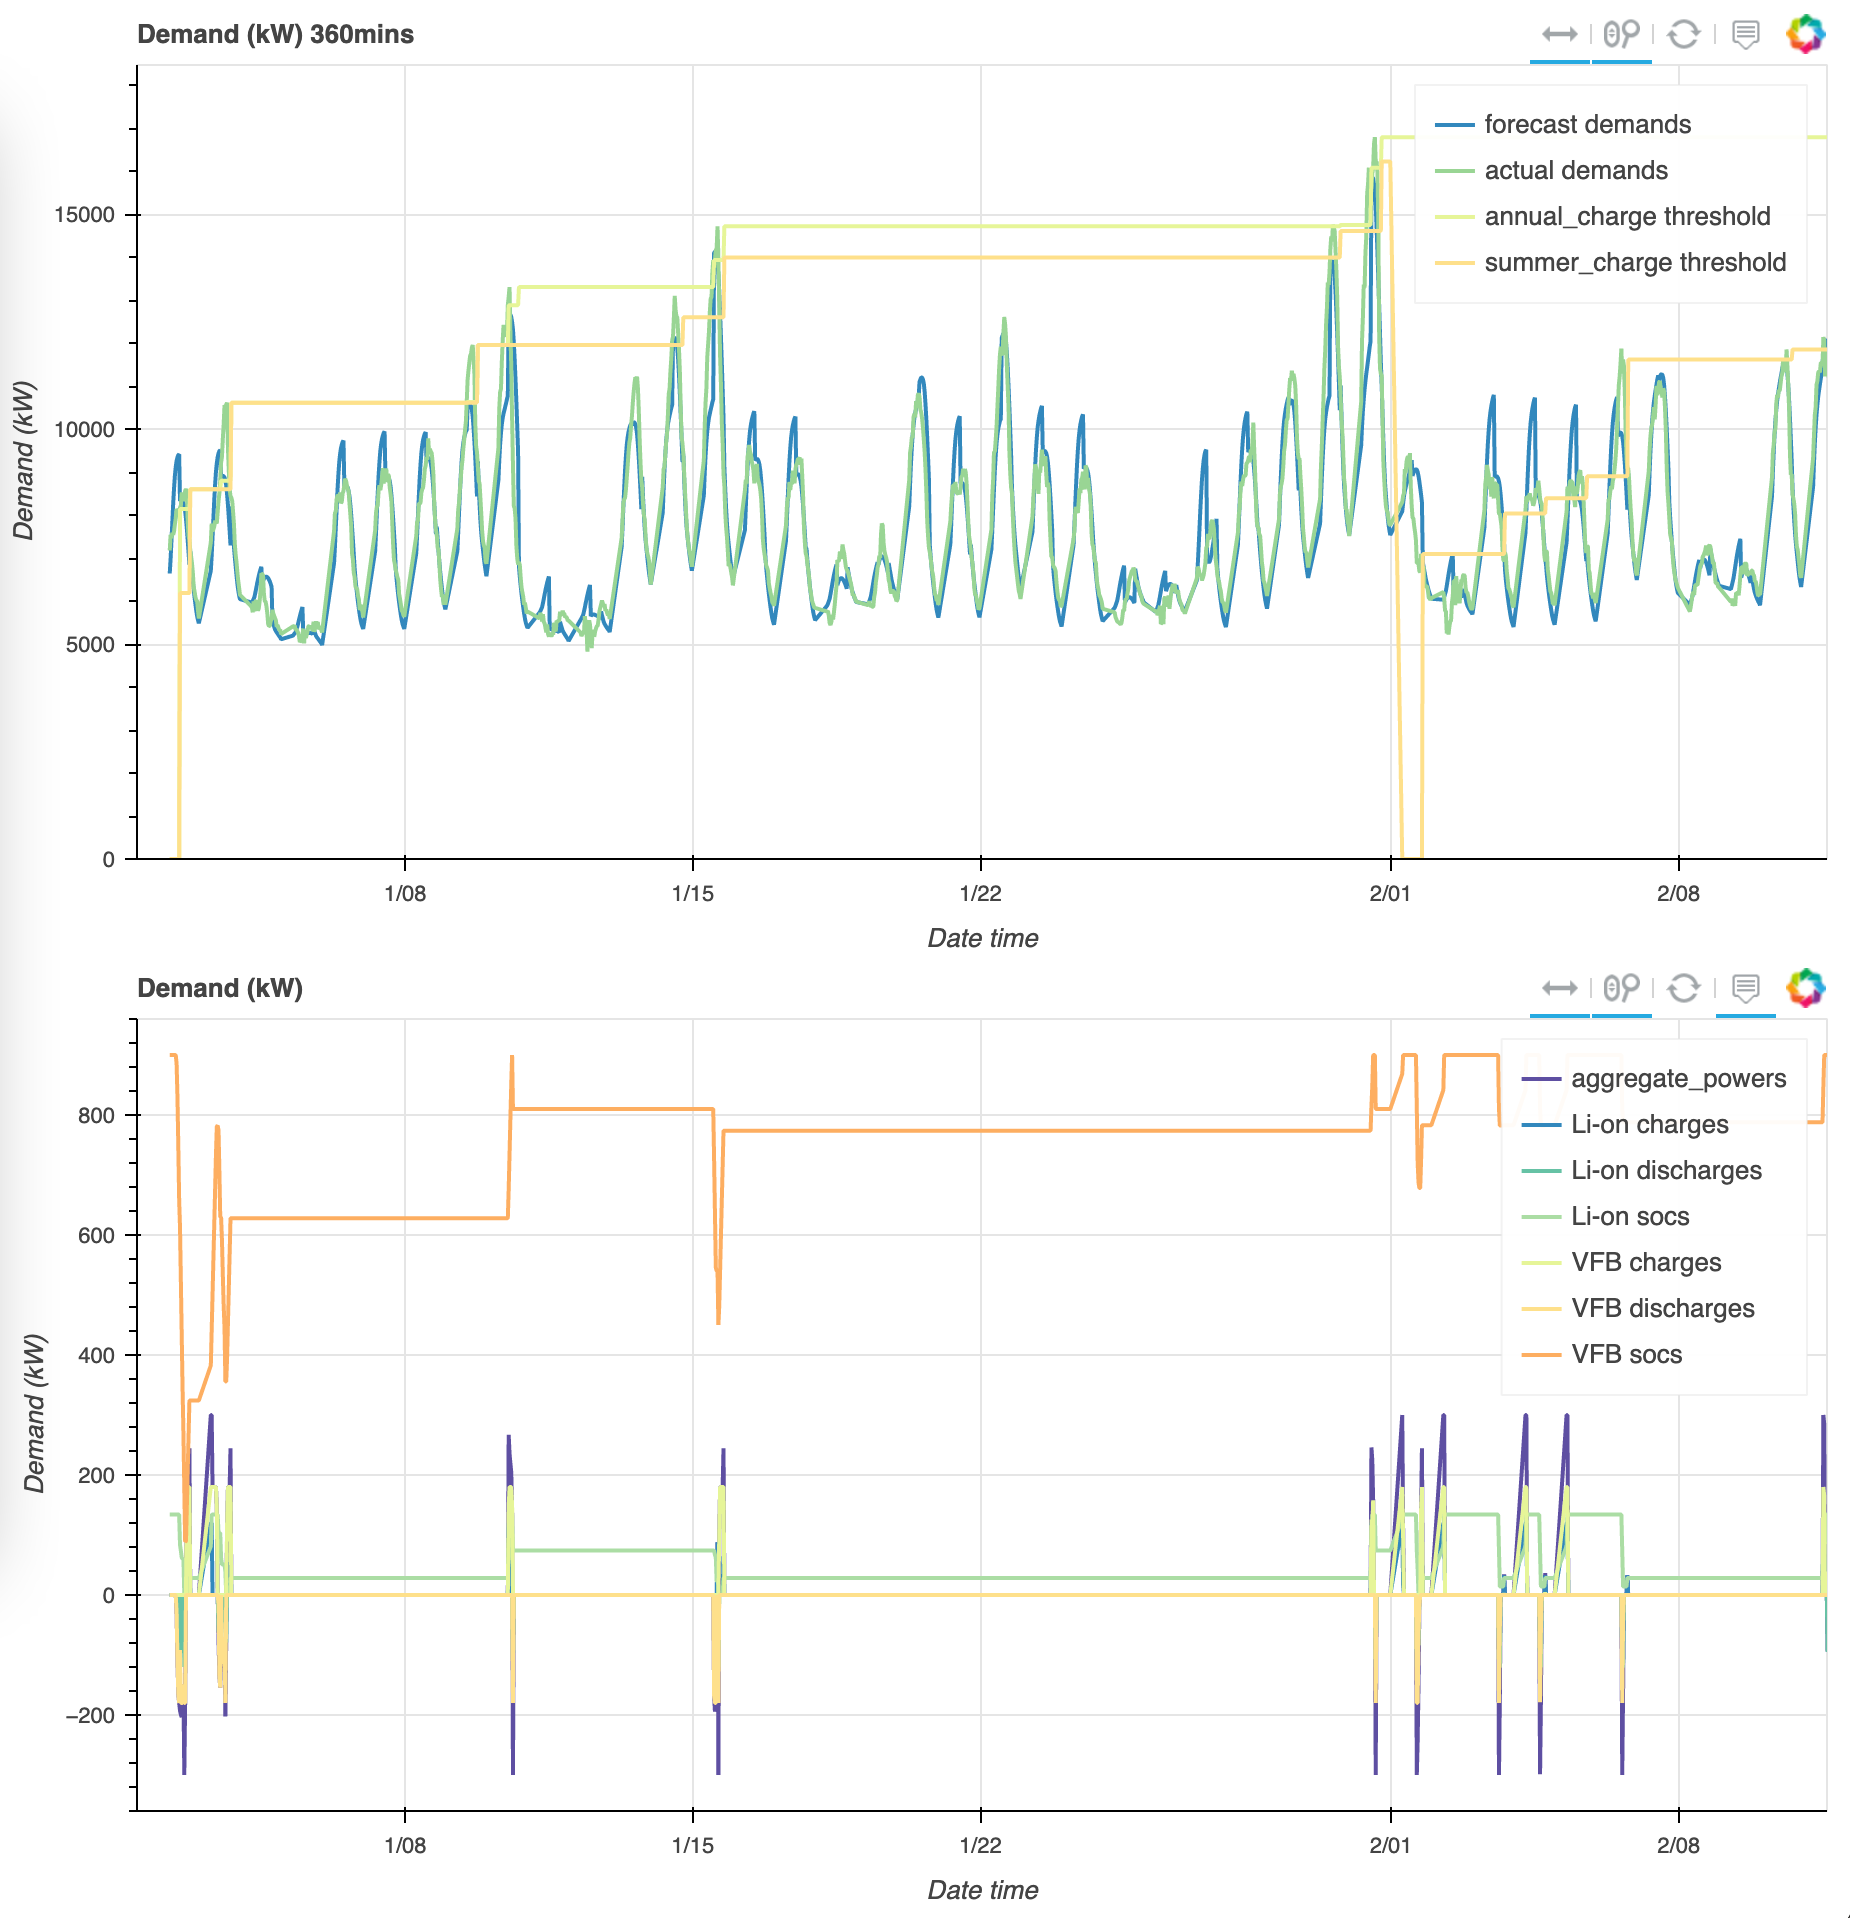 Demand (kW) 360mins
forecast demands
actual demands
annual_charge threshold
summer_charge threshold
Demand (kW)
15000
10000
5000
0
1/08
1/15
1/22
2/01
2/08
Date time
Demand (kW)
aggregate_powers
Li-on charges
Li-on discharges
Li-on socs
VFB charges
VFB discharges
VFB socs
Demand (kW)
800
600
400
200
0
−200
1/08
1/15
1/22
2/01
2/08
Date time